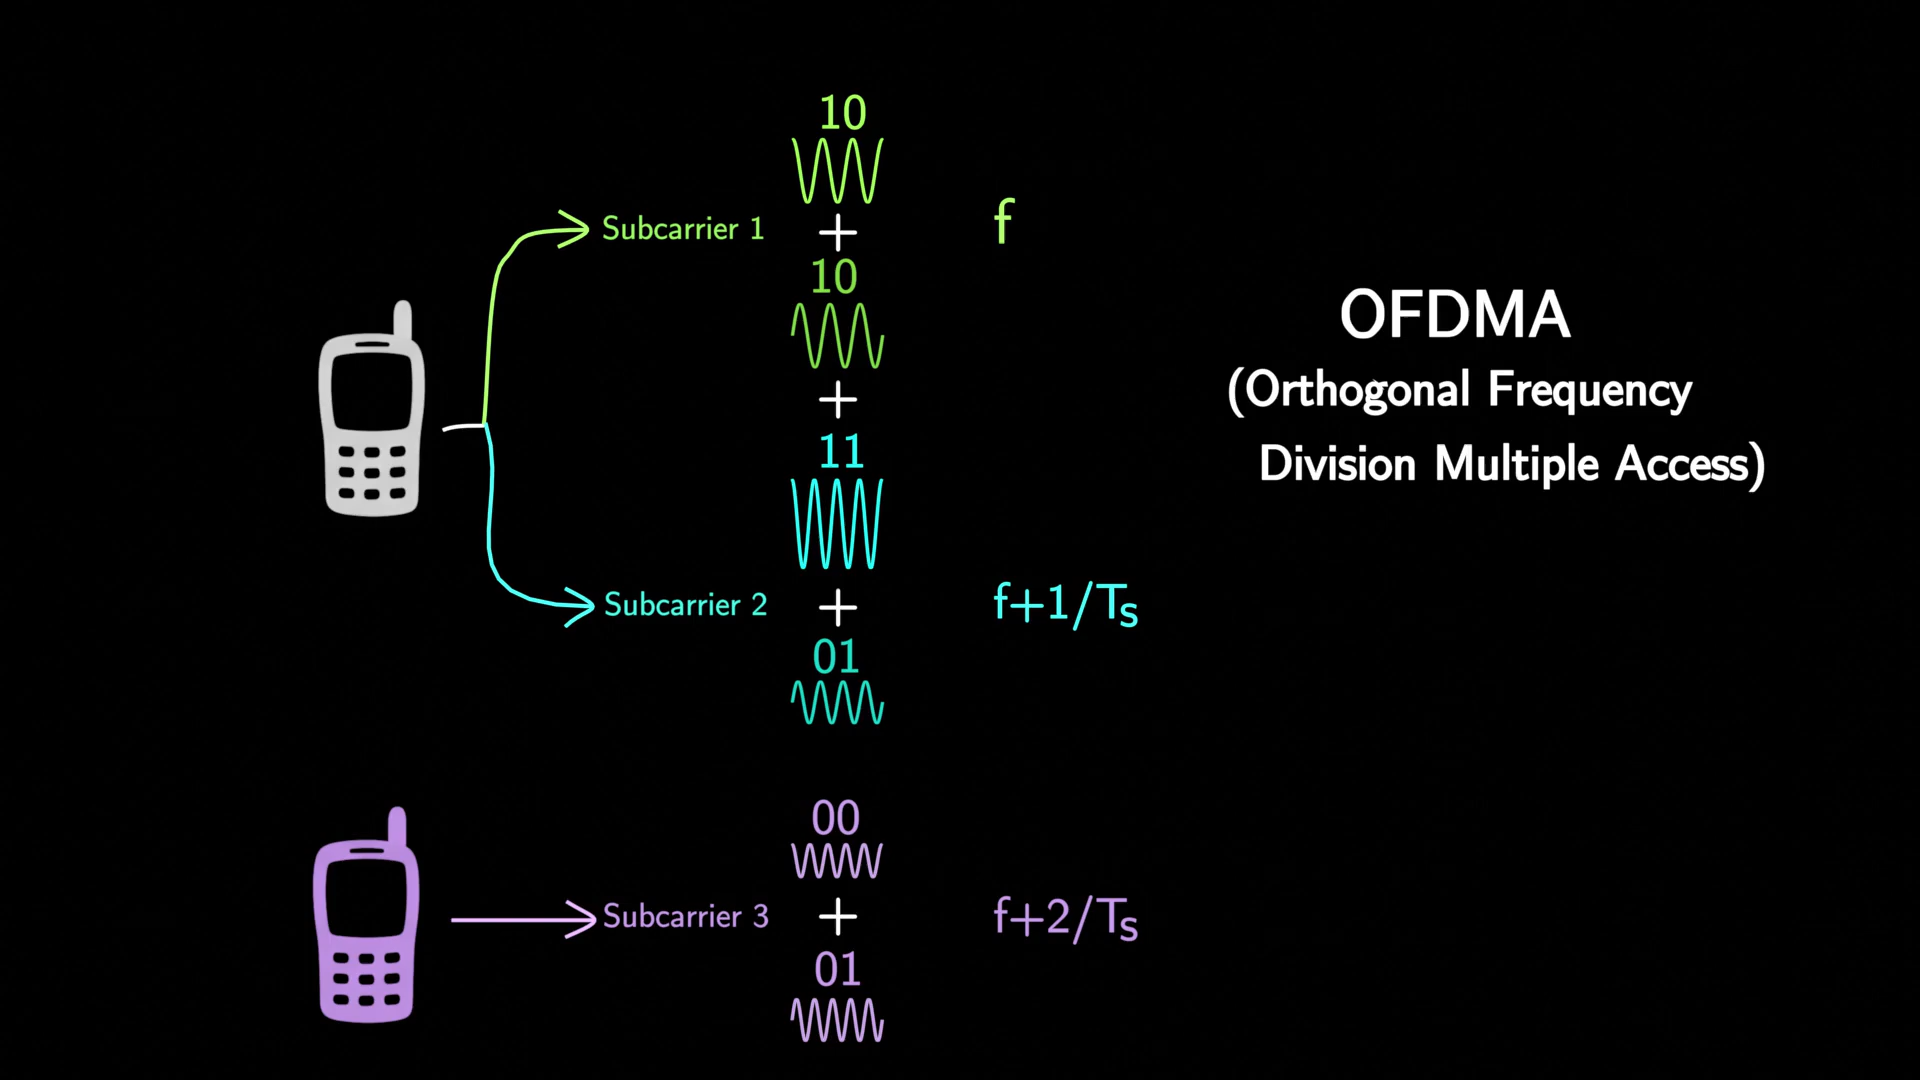 10
Subcarrier 1
+
f
10
+
11
Subcarrier 2
+
f+1/Ts
01
00
Subcarrier 3
+
f+2/Ts
01
OFDMA
(Orthogonal Frequency
Division Multiple Access)